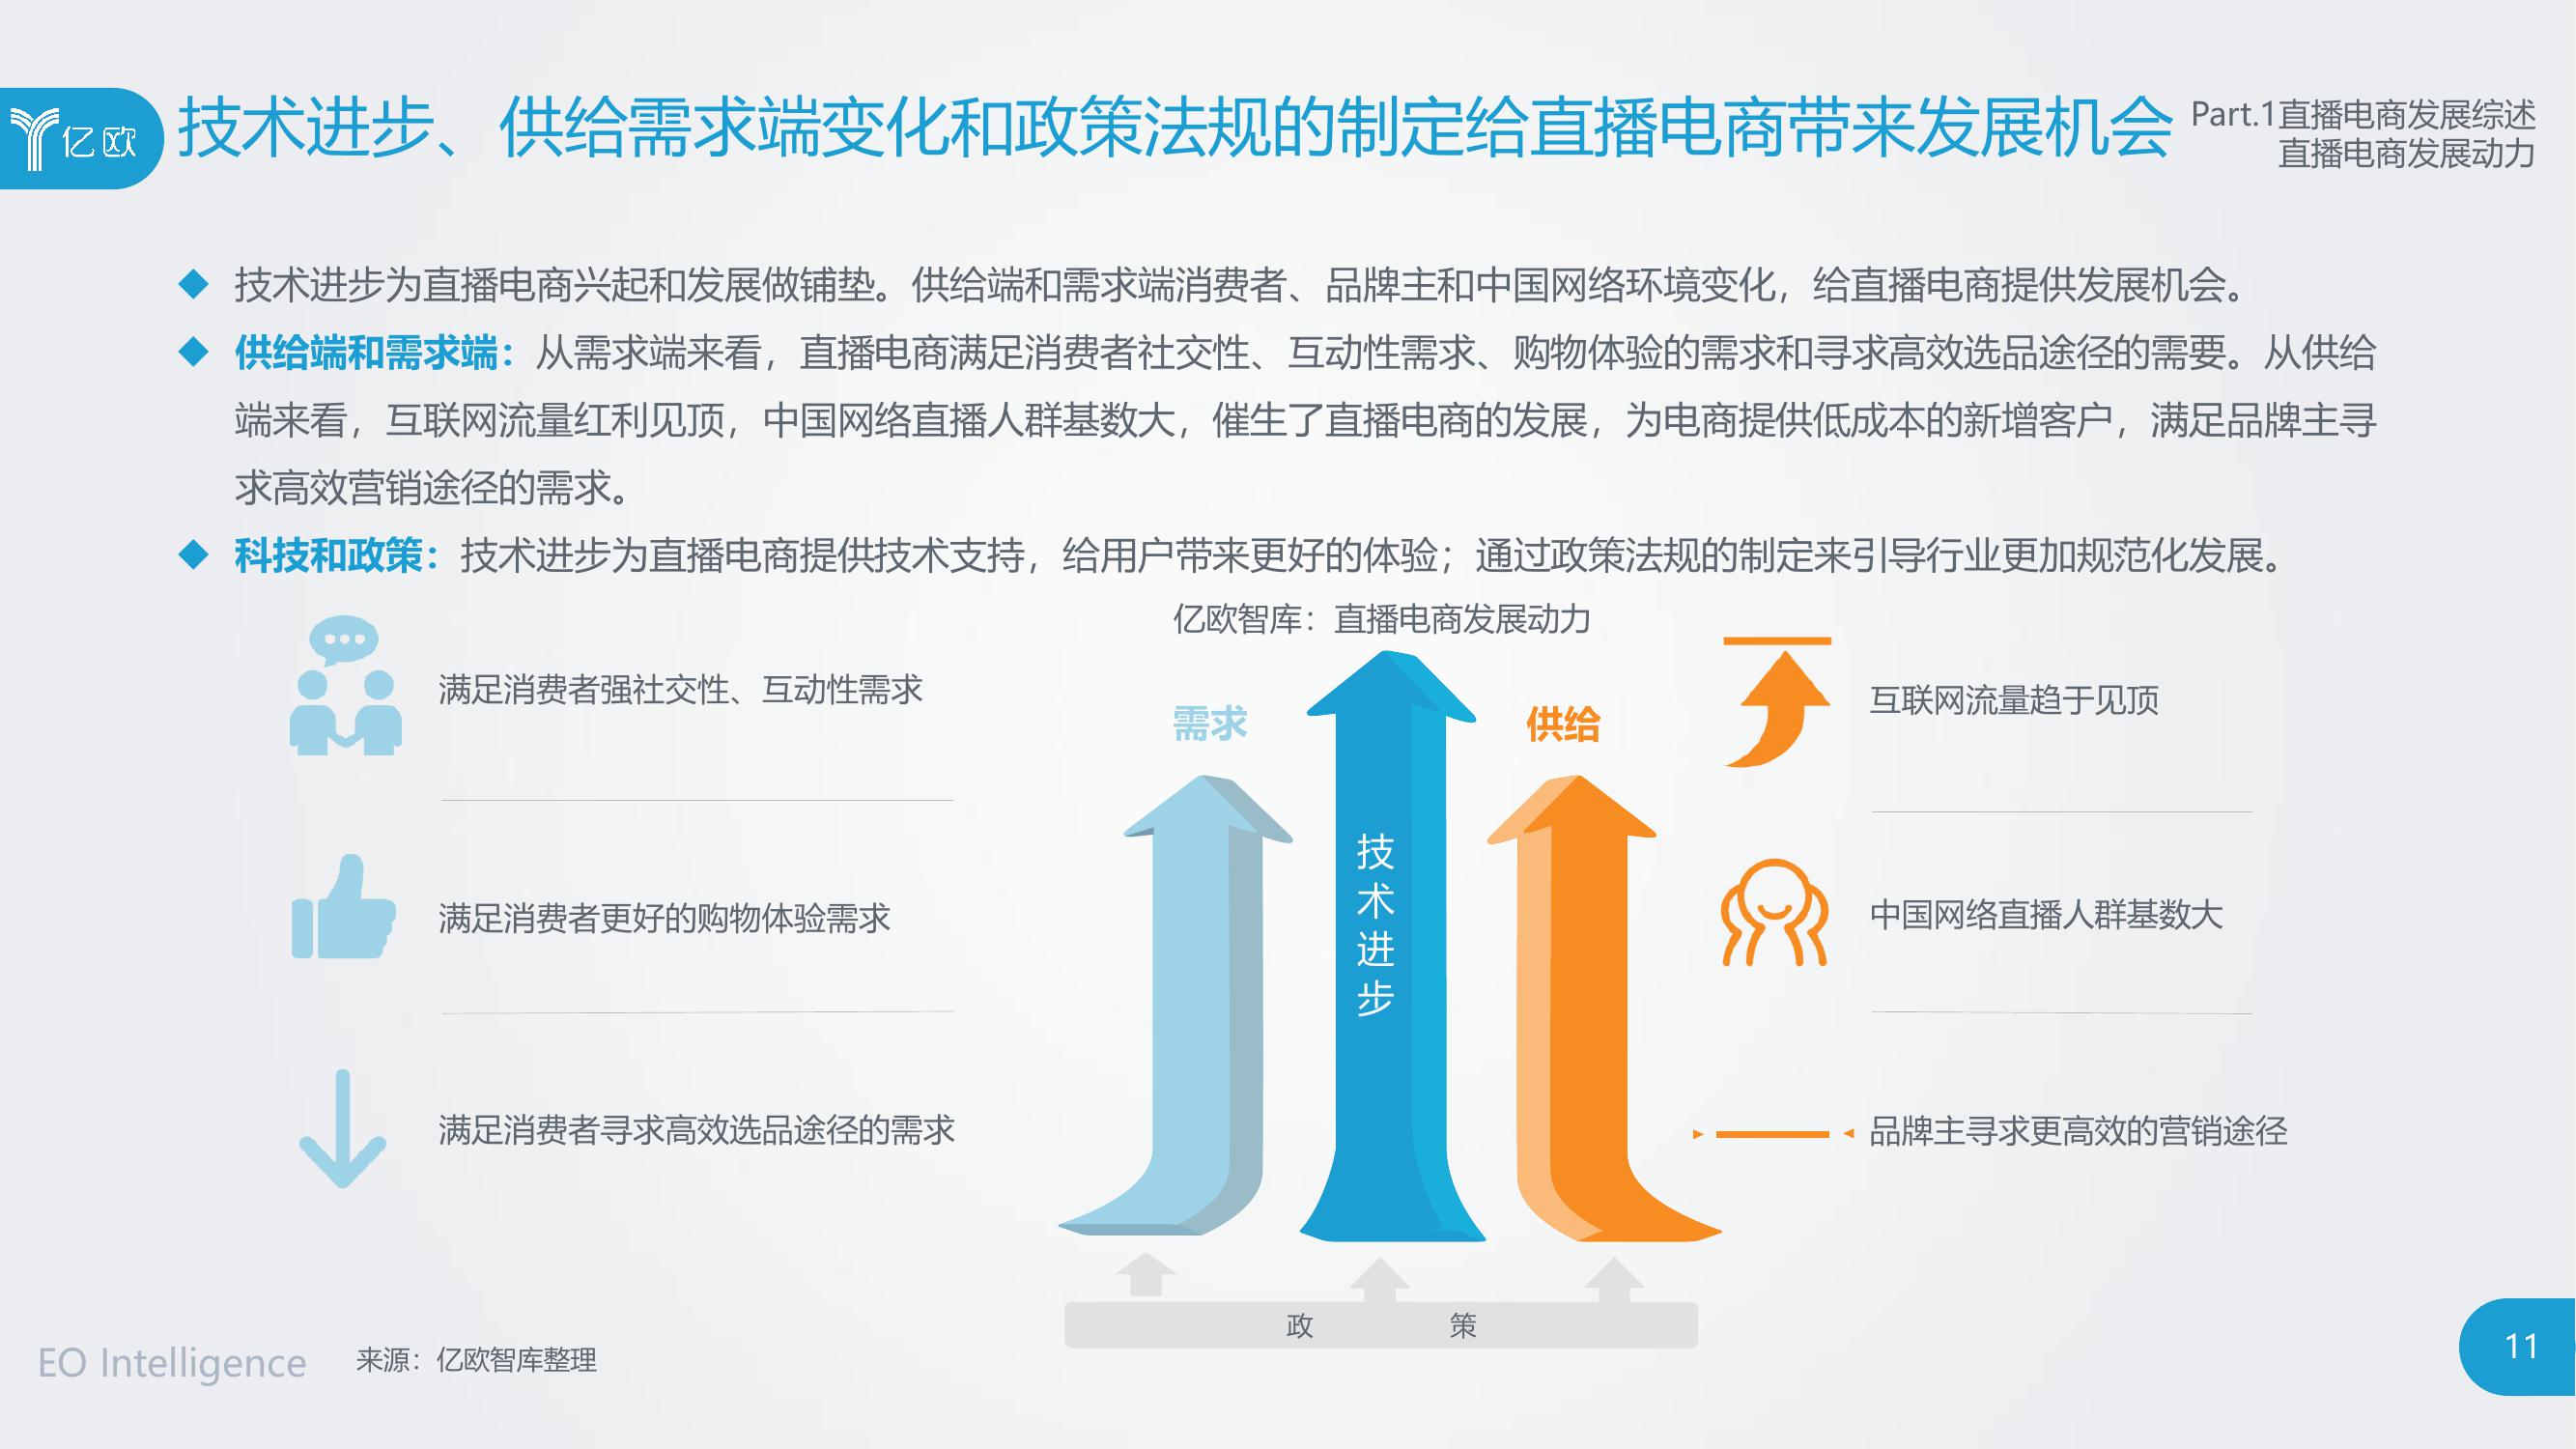 亿欧
技术进步、供给需求端变化和政策法规的制定给直播电商带来发展机会
Part.1直播电商发展综述
直播电商发展动力
技术进步为直播电商兴起和发展做铺垫。供给端和需求端消费者、品牌主和中国网络环境变化，给直播电商提供发展机会。
供给端和需求端：从需求端来看，直播电商满足消费者社交性、互动性需求、购物体验的需求和寻求高效选品途径的需要。从供给
端来看，互联网流量红利见顶，中国网络直播人群基数大，催生了直播电商的发展，为电商提供低成本的新增客户，满足品牌主寻
求高效营销途径的需求。
科技和政策：技术进步为直播电商提供技术支持，给用户带来更好的体验；通过政策法规的制定来引导行业更加规范化发展。
亿欧智库：直播电商发展动力
满足消费者强社交性、互动性需求
满足消费者更好的购物体验需求
满足消费者寻求高效选品途径的需求
需求
技
术
进
步
供给
互联网流量趋于见顶
中国网络直播人群基数大
品牌主寻求更高效的营销途径
政 策
EO Intelligence
来源：亿欧智库整理
11